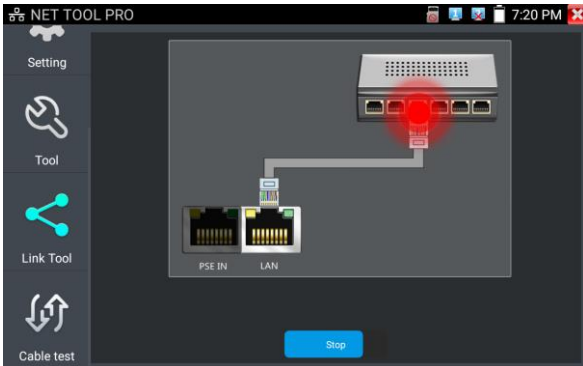 NET TOOL PRO
7:20 PM
Setting
Tool
Link Tool
Cable test
PSE IN
LAN
Stop